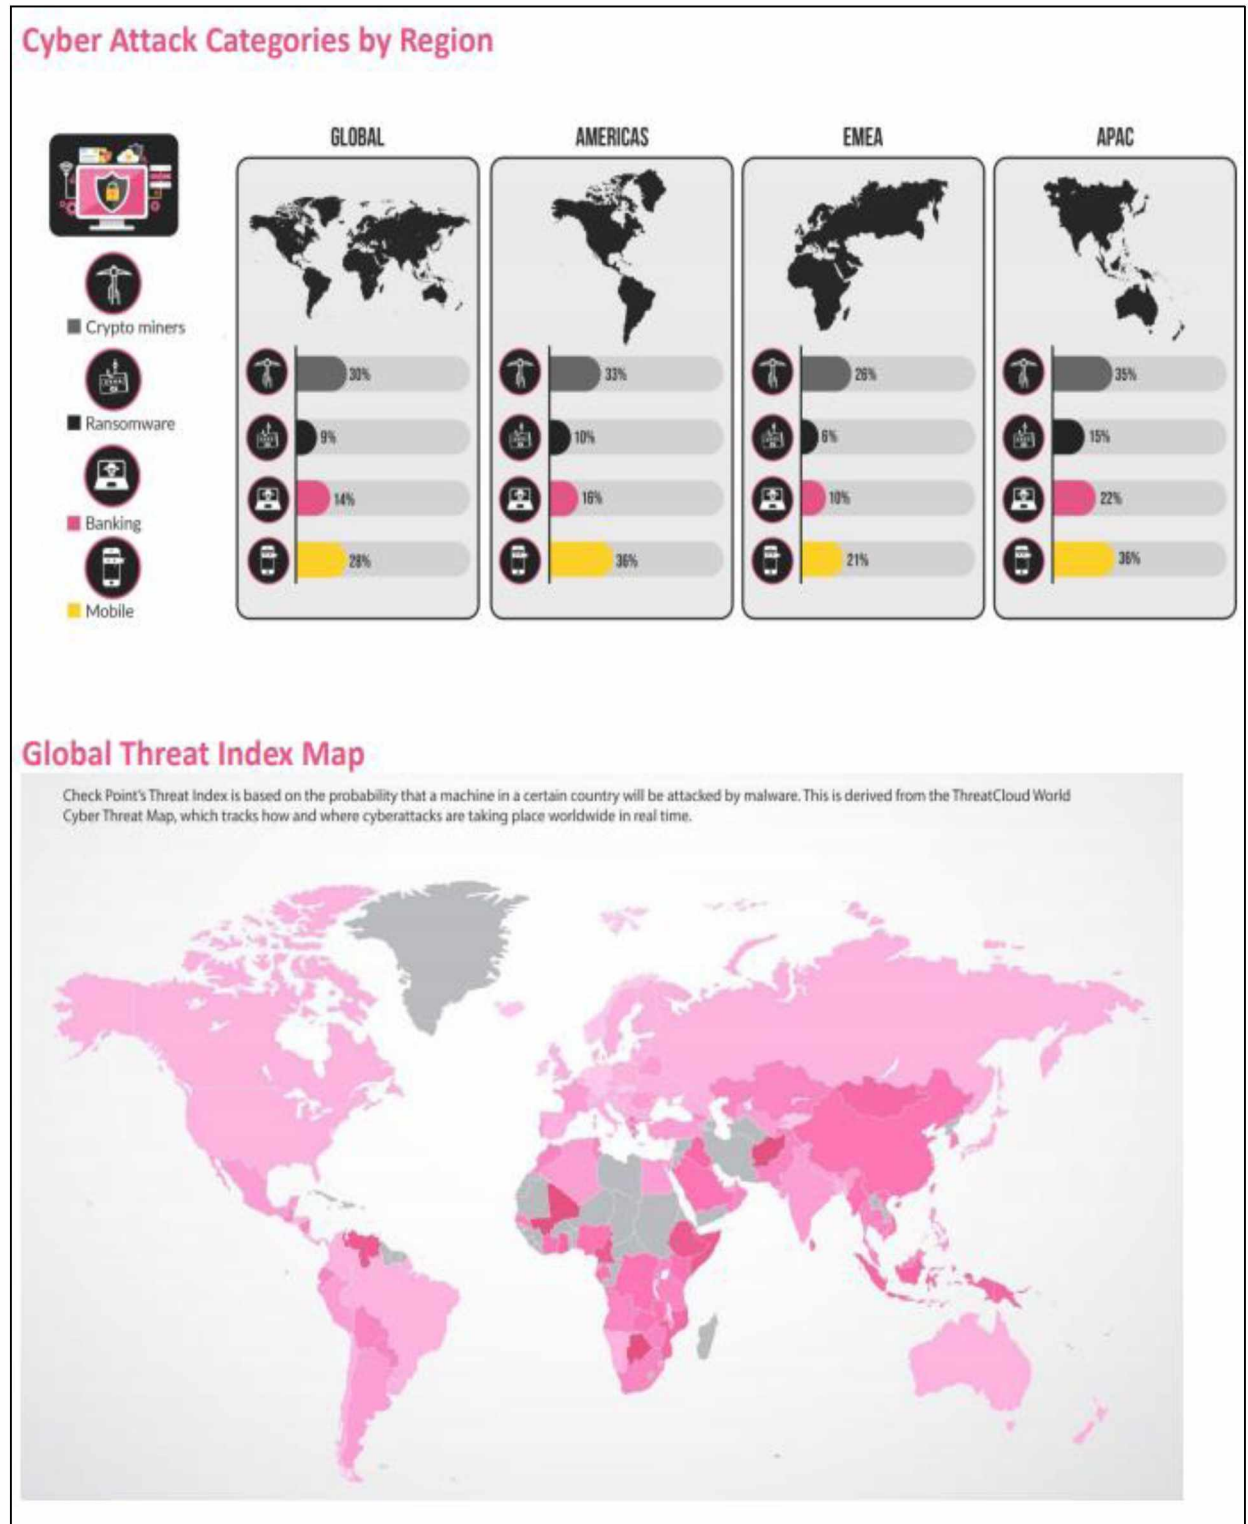 Cyber Attack Categories by Region
GLOBAL
AMERICAS
EMEA
APAC
Crypto miners
Ransomware
Banking
Mobile
30%
9%
14%
28%
33%
10%
16%
36%
26%
6%
10%
21%
35%
15%
22%
36%
Global Threat Index Map
Check Point's Threat Index is based on the probability that a machine in a certain country will be attacked by malware. This is derived from the ThreatCloud World
Cyber Threat Map, which tracks how and where cyberattacks are taking place worldwide in real time.